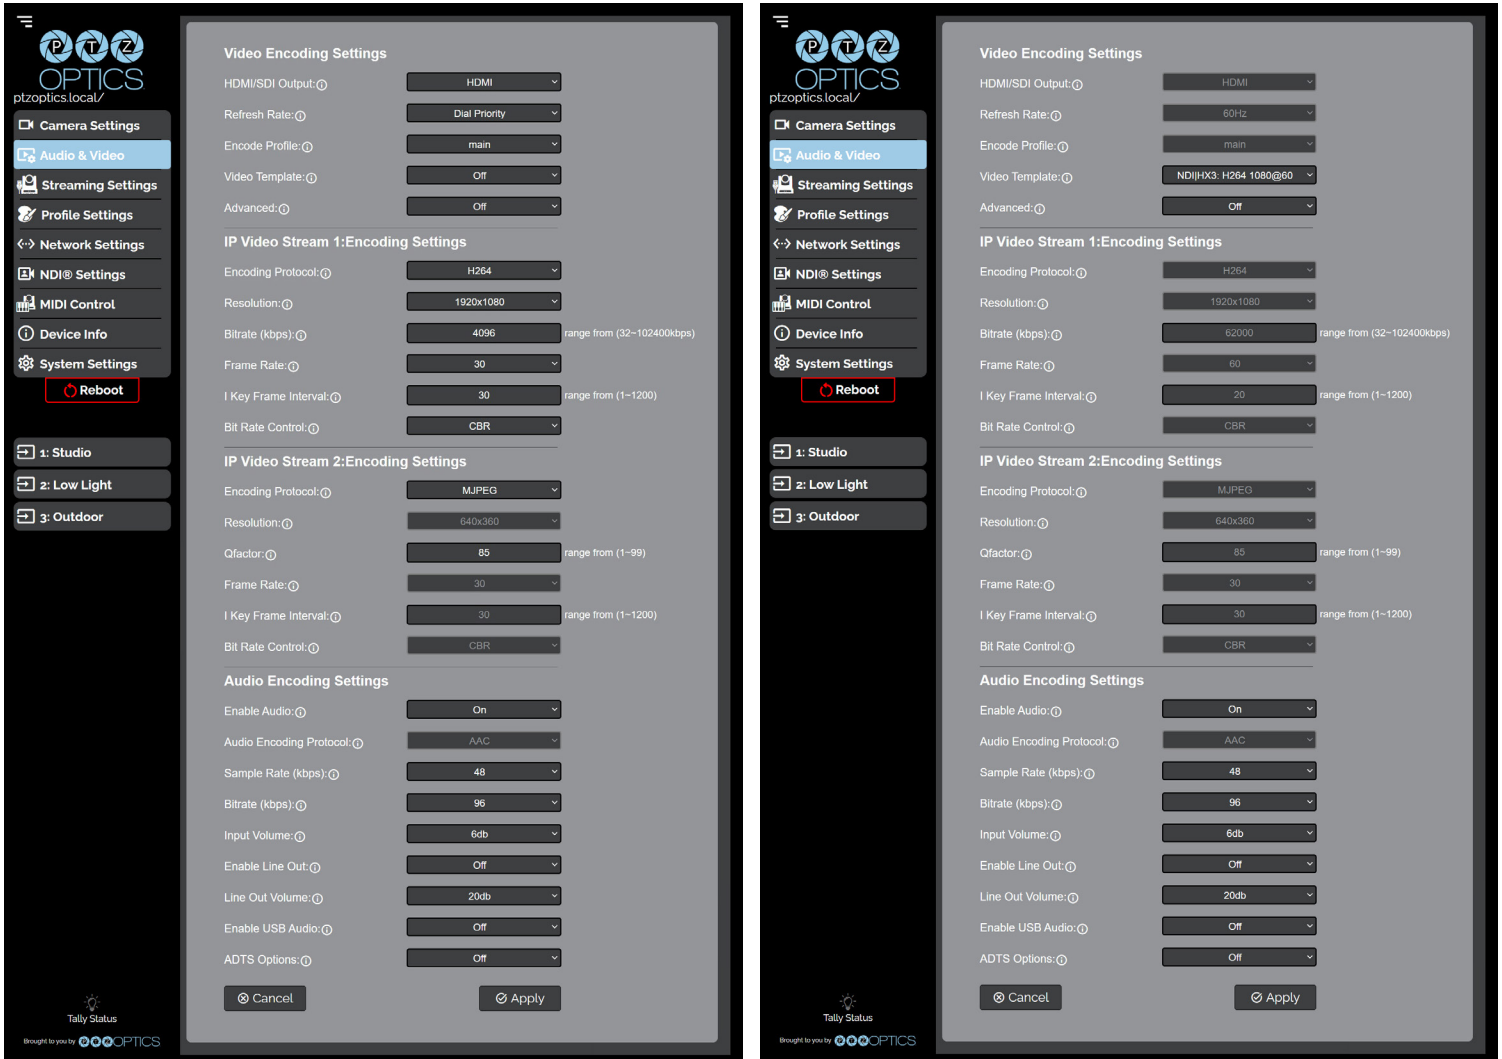 PTZ
OPTICS
ptzoptics.local/
Camera Settings
Audio & Video
Streaming Settings
Profile Settings
Network Settings
NDI® Settings
MIDI Control
Device Info
System Settings
Reboot
1: Studio
2: Low Light
3: Outdoor
Tally Status
Brought to you by PTZOPTICS
Video Encoding Settings
HDMI/SDI Output: HDMI
Refresh Rate: Dial Priority
Encode Profile: main
Video Template: Off
Advanced: Off
IP Video Stream 1:Encoding Settings
Encoding Protocol: H264
Resolution: 1920x1080
Bitrate (kbps): 4096 range from (32~102400kbps)
Frame Rate: 30
I Key Frame Interval: 30 range from (1~1200)
Bit Rate Control: CBR
IP Video Stream 2:Encoding Settings
Encoding Protocol: MJPEG
Resolution: 640x360
Qfactor: 85 range from (1~99)
Frame Rate: 30
I Key Frame Interval: 30 range from (1~1200)
Bit Rate Control: CBR
Audio Encoding Settings
Enable Audio: On
Audio Encoding Protocol: AAC
Sample Rate (kbps): 48
Bitrate (kbps): 96
Input Volume: 6db
Enable Line Out: Off
Line Out Volume: 20db
Enable USB Audio: Off
ADTS Options: Off
Cancel Apply
PTZ
OPTICS
ptzoptics.local/
Camera Settings
Audio & Video
Streaming Settings
Profile Settings
Network Settings
NDI® Settings
MIDI Control
Device Info
System Settings
Reboot
1: Studio
2: Low Light
3: Outdoor
Tally Status
Brought to you by PTZOPTICS
Video Encoding Settings
HDMI/SDI Output: HDMI
Refresh Rate: 60Hz
Encode Profile: main
Video Template: NDI|HX3: H264 1080@60
Advanced: Off
IP Video Stream 1:Encoding Settings
Encoding Protocol: H264
Resolution: 1920x1080
Bitrate (kbps): 62000 range from (32~102400kbps)
Frame Rate: 60
I Key Frame Interval: 20 range from (1~1200)
Bit Rate Control: CBR
IP Video Stream 2:Encoding Settings
Encoding Protocol: MJPEG
Resolution: 640x360
Qfactor: 85 range from (1~99)
Frame Rate: 30
I Key Frame Interval: 30 range from (1~1200)
Bit Rate Control: CBR
Audio Encoding Settings
Enable Audio: On
Audio Encoding Protocol: AAC
Sample Rate (kbps): 48
Bitrate (kbps): 96
Input Volume: 6db
Enable Line Out: Off
Line Out Volume: 20db
Enable USB Audio: Off
ADTS Options: Off
Cancel Apply